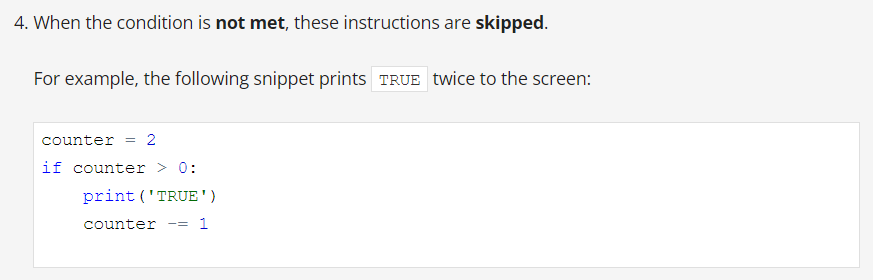 4. When the condition is not met, these instructions are skipped.
For example, the following snippet prints TRUE twice to the screen:
counter = 2
if counter > 0:
    print('TRUE')
    counter -= 1